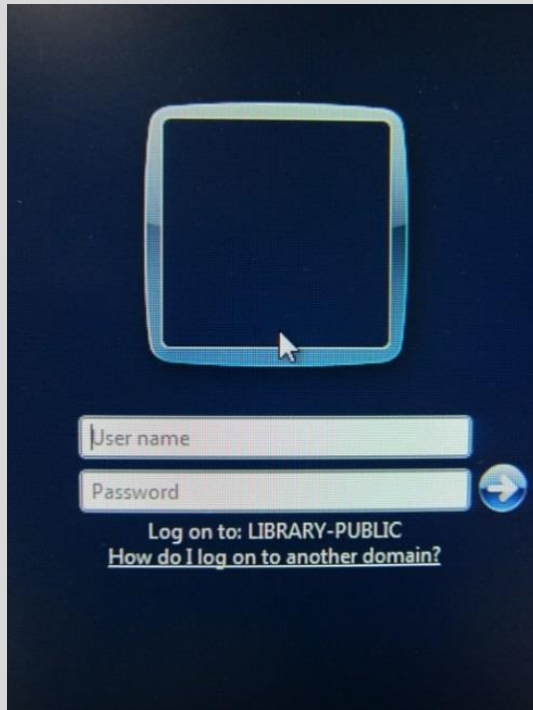 User name
Password
Log on to: LIBRARY-PUBLIC
How do I log on to another domain?